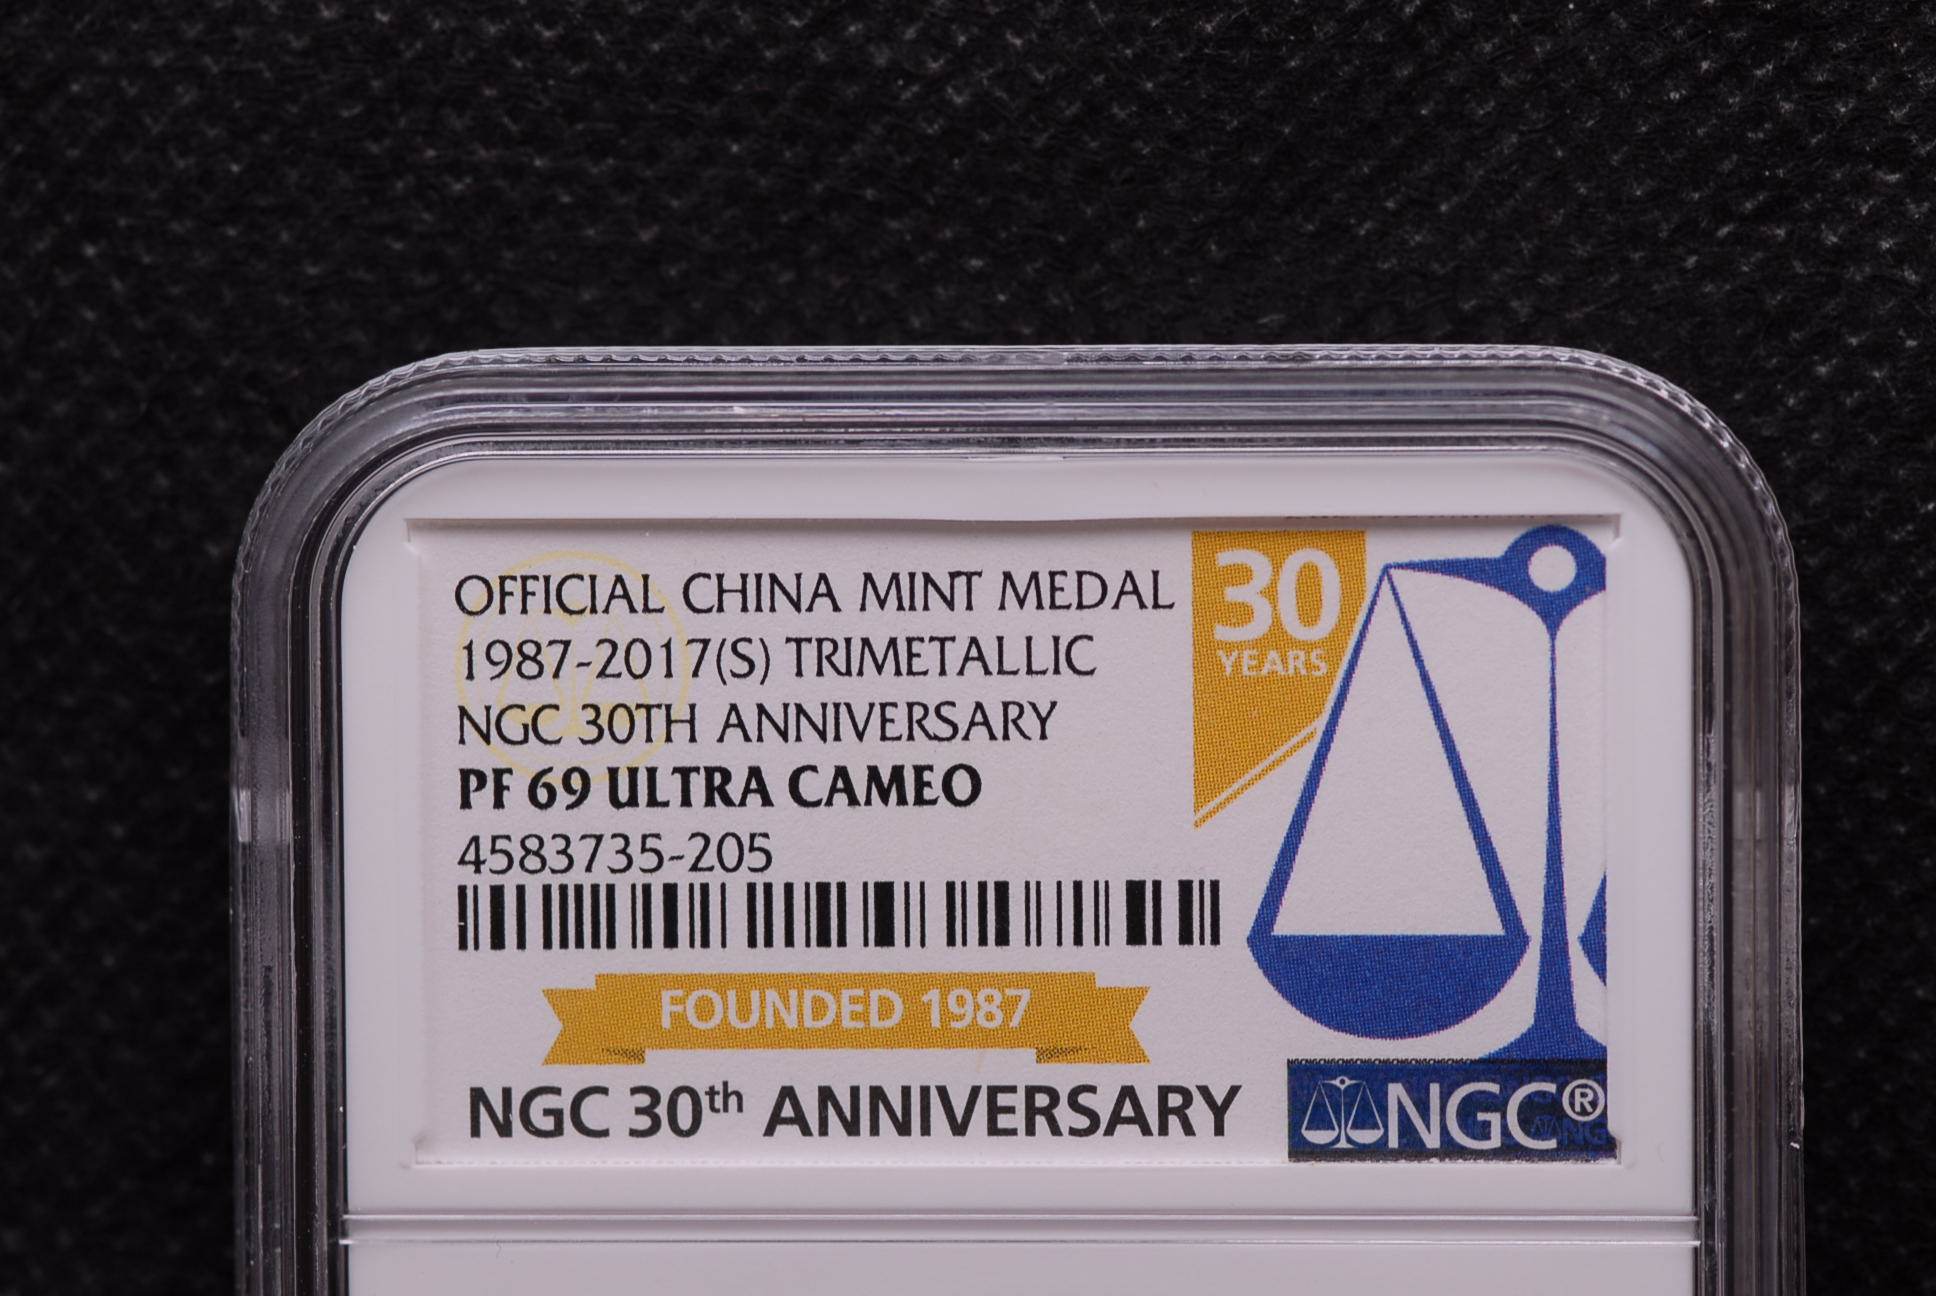 OFFICIAL CHINA MINT MEDAL
1987-2017(S) TRIMETALLIC
NGC 30TH ANNIVERSARY
PF 69 ULTRA CAMEO
4583735-205
FOUNDED 1987
NGC 30th ANNIVERSARY
30
YEARS
NGC®